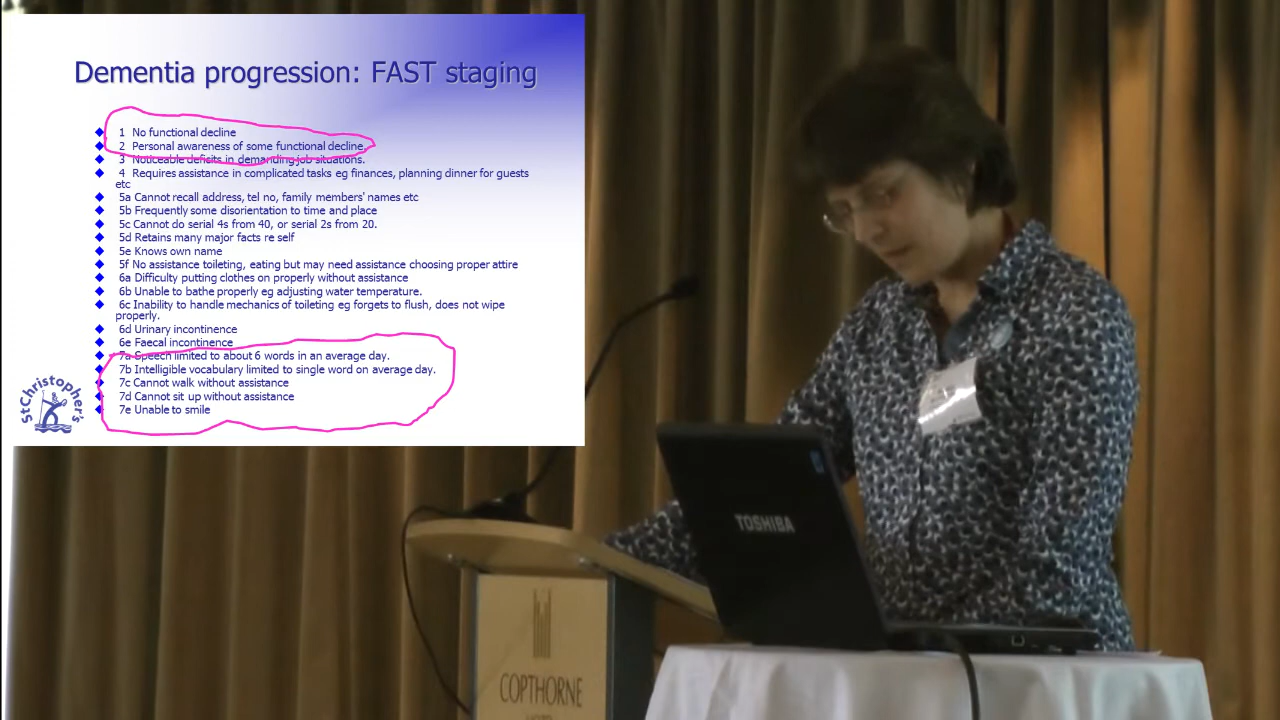 Dementia progression: FAST staging
1 No functional decline
2 Personal awareness of some functional decline.
3 Noticeable deficits in demanding job situations.
4 Requires assistance in complicated tasks eg finances, planning dinner for guests
etc
5a Cannot recall address, tel no, family members' names etc
5b Frequently some disorientation to time and place
5c Cannot do serial 4s from 40, or serial 2s from 20.
5d Retains many major facts re self
5e Knows own name
5f No assistance toileting, eating but may need assistance choosing proper attire
6a Difficulty putting clothes on properly without assistance
6b Unable to bathe properly eg adjusting water temperature.
6c Inability to handle mechanics of toileting eg forgets to flush, does not wipe
properly.
6d Urinary incontinence
6e Faecal incontinence
7a Speech limited to about 6 words in an average day.
7b Intelligible vocabulary limited to single word on average day.
7c Cannot walk without assistance
7d Cannot sit up without assistance
7e Unable to smile
StChristopher's
TOSHIBA
COPTHORNE